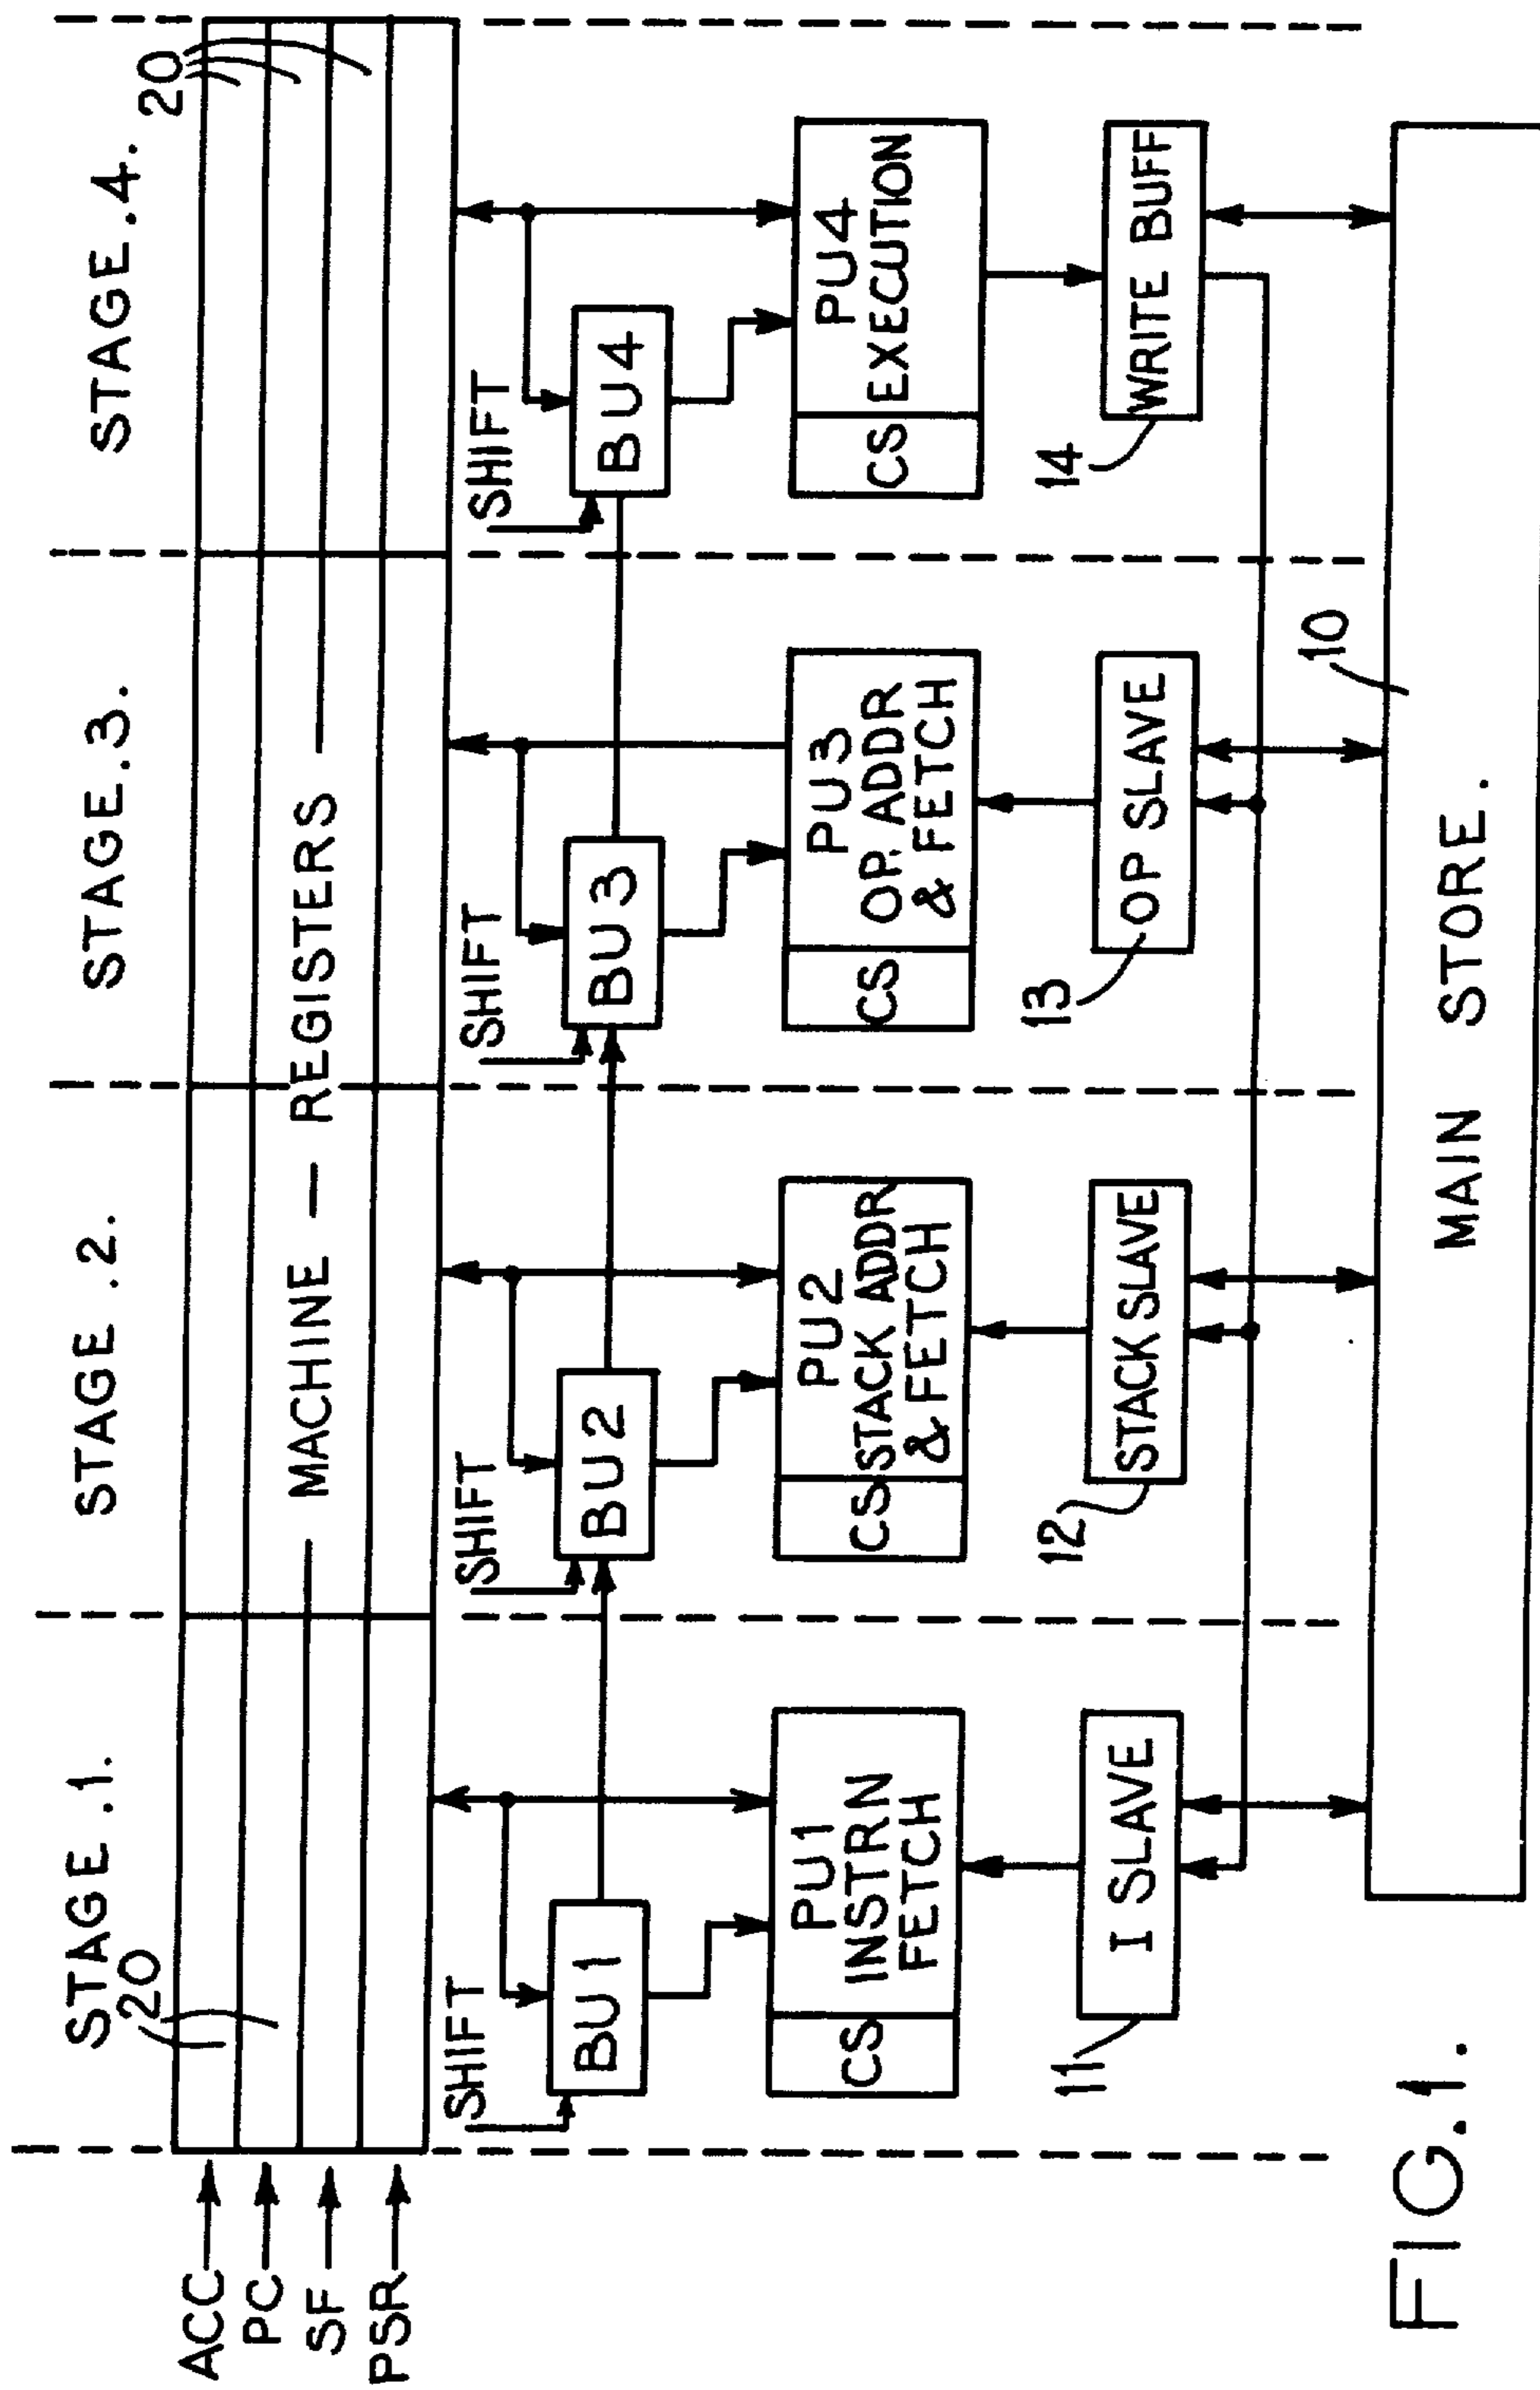 STAGE .1.
STAGE .2.
STAGE.3.
STAGE.4.
20
20
ACC
PC
SF
PSR
MACHINE — REGISTERS
SHIFT
SHIFT
SHIFT
SHIFT
BU1
BU2
BU3
BU4
CS
PU1
INSTRN
FETCH
CS
PU2
STACK ADDR
& FETCH
CS
PU3
OP. ADDR
& FETCH
CS
PU4
EXECUTION
11
I SLAVE
12
STACK SLAVE
13
OP SLAVE
14
WRITE BUFF
10
MAIN STORE.
FIG.1.